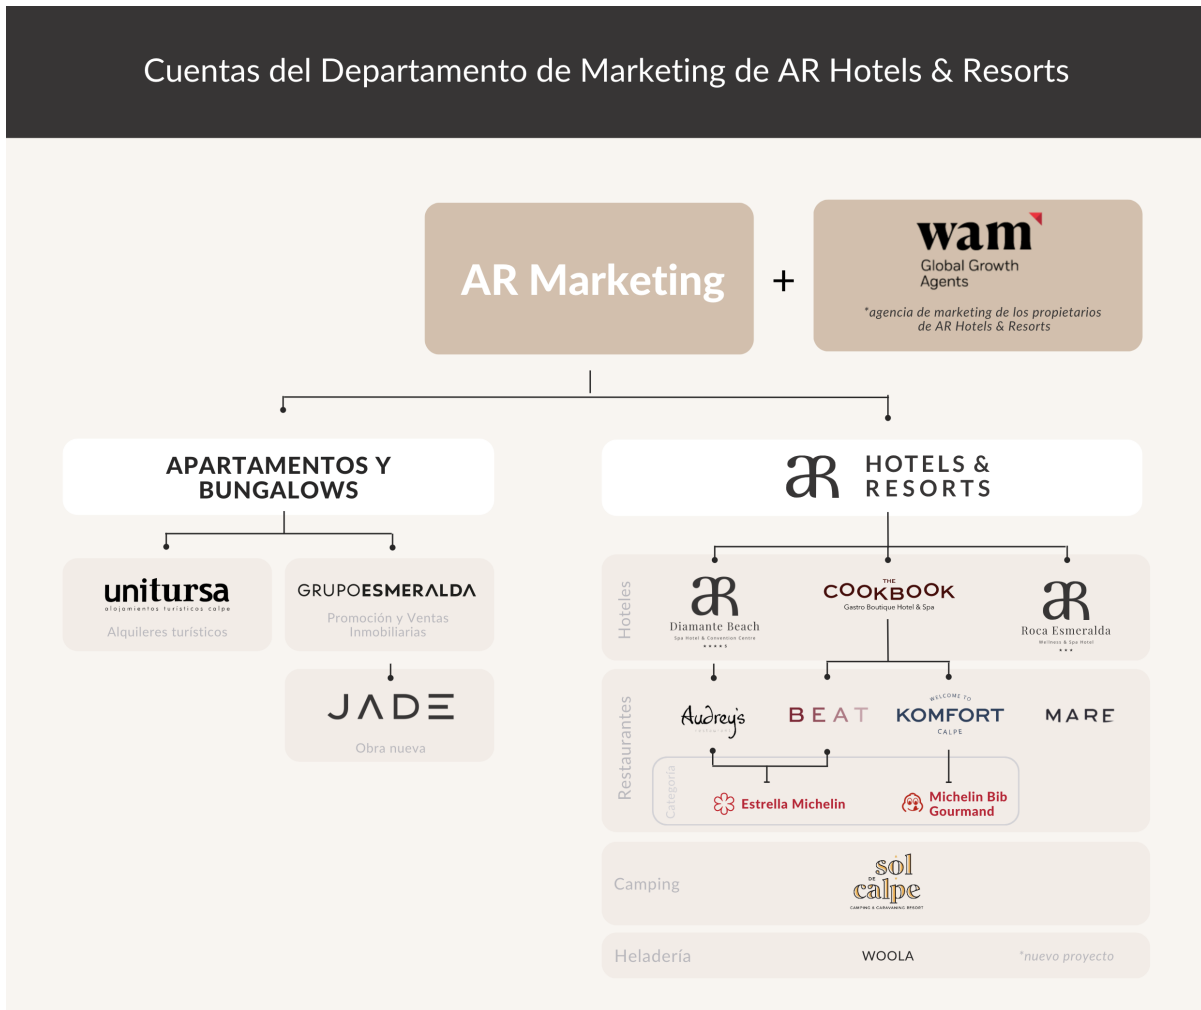 Cuentas del Departamento de Marketing de AR Hotels & Resorts
AR Marketing
+
wam
Global Growth
Agents
*agencia de marketing de los propietarios
de AR Hotels & Resorts
APARTAMENTOS Y
BUNGALOWS
unitursa
alojamientos turísticos calpe
Alquileres turísticos
GRUPOESMERALDA
Promoción y Ventas
Inmobiliarias
JADE
Obra nueva
AR
HOTELS &
RESORTS
Hoteles
AR
Diamante Beach
Spa Hotel & Convention Centre
THE
COOKBOOK
Gastro Boutique Hotel & Spa
AR
Roca Esmeralda
Wellness & Spa Hotel
Restaurantes
Audrey's
BEAT
WELCOME TO
KOMFORT
CALPE
MARE
Categoría
Estrella Michelin
Michelin Bib
Gourmand
Camping
sol
DE
calpe
CAMPING & CARAVANING RESORT
Heladería
WOOLA
*nuevo proyecto